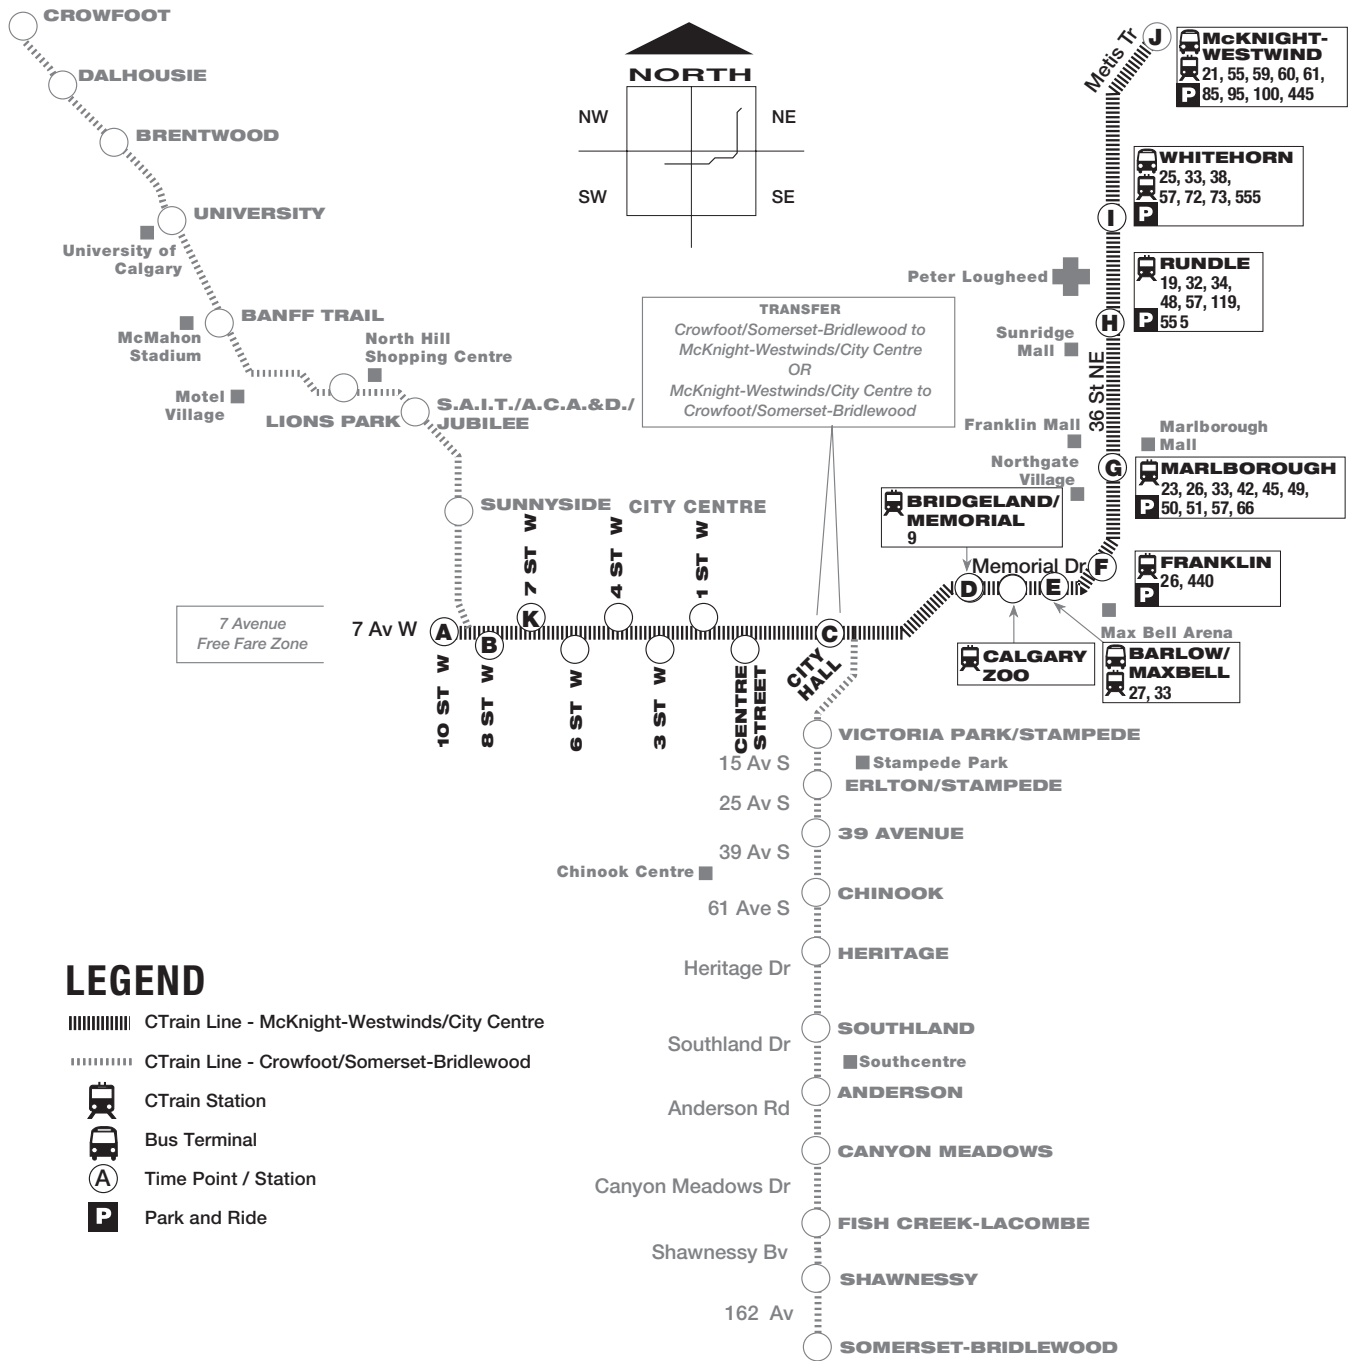 CROWFOOT
DALHOUSIE
BRENTWOOD
UNIVERSITY
University of
Calgary
BANFF TRAIL
McMahon
Stadium
North Hill
Shopping Centre
Motel
Village
LIONS PARK
S.A.I.T./A.C.A.&D./
JUBILEE
SUNNYSIDE
CITY CENTRE
NORTH
NW
NE
SW
SE
TRANSFER
Crowfoot/Somerset-Bridlewood to
McKnight-Westwinds/City Centre
OR
McKnight-Westwinds/City Centre to
Crowfoot/Somerset-Bridlewood
Metis Tr
J
McKNIGHT-
WESTWIND
21, 55, 59, 60, 61,
P
85, 95, 100, 445
WHITEHORN
25, 33, 38,
57, 72, 73, 555
P
I
Peter Lougheed
RUNDLE
19, 32, 34,
48, 57, 119,
P
55 5
H
Sunridge
Mall
36 St NE
Franklin Mall
Marlborough
Mall
Northgate
Village
G
MARLBOROUGH
23, 26, 33, 42, 45, 49,
P
50, 51, 57, 66
BRIDGELAND/
MEMORIAL
9
Memorial Dr
F
FRANKLIN
26, 440
P
D
E
Max Bell Arena
CALGARY
ZOO
BARLOW/
MAXBELL
27, 33
7 Avenue
Free Fare Zone
7 Av W
A
B
K
C
7 ST W
4 ST W
1 ST W
10 ST W
8 ST W
6 ST W
3 ST W
CENTRE
STREET
CITY
HALL
VICTORIA PARK/STAMPEDE
15 Av S
Stampede Park
ERLTON/STAMPEDE
25 Av S
39 AVENUE
39 Av S
Chinook Centre
CHINOOK
61 Ave S
HERITAGE
Heritage Dr
SOUTHLAND
Southland Dr
Southcentre
ANDERSON
Anderson Rd
CANYON MEADOWS
Canyon Meadows Dr
FISH CREEK-LACOMBE
Shawnessy Bv
SHAWNESSY
162 Av
SOMERSET-BRIDLEWOOD
LEGEND
CTrain Line - McKnight-Westwinds/City Centre
CTrain Line - Crowfoot/Somerset-Bridlewood
CTrain Station
Bus Terminal
A
Time Point / Station
P
Park and Ride